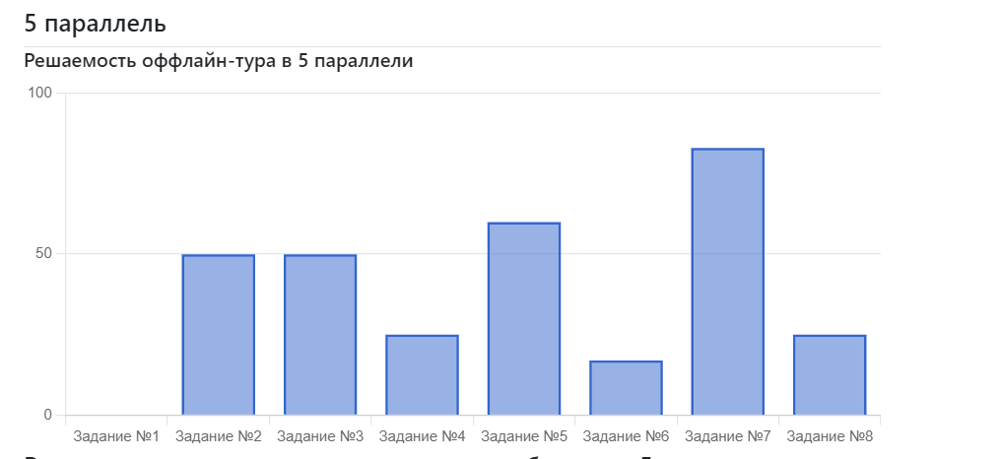 5 параллель
Решаемость оффлайн-тура в 5 параллели
100
50
0
Задание №1 Задание №2 Задание №3 Задание №4 Задание №5 Задание №6 Задание №7 Задание №8